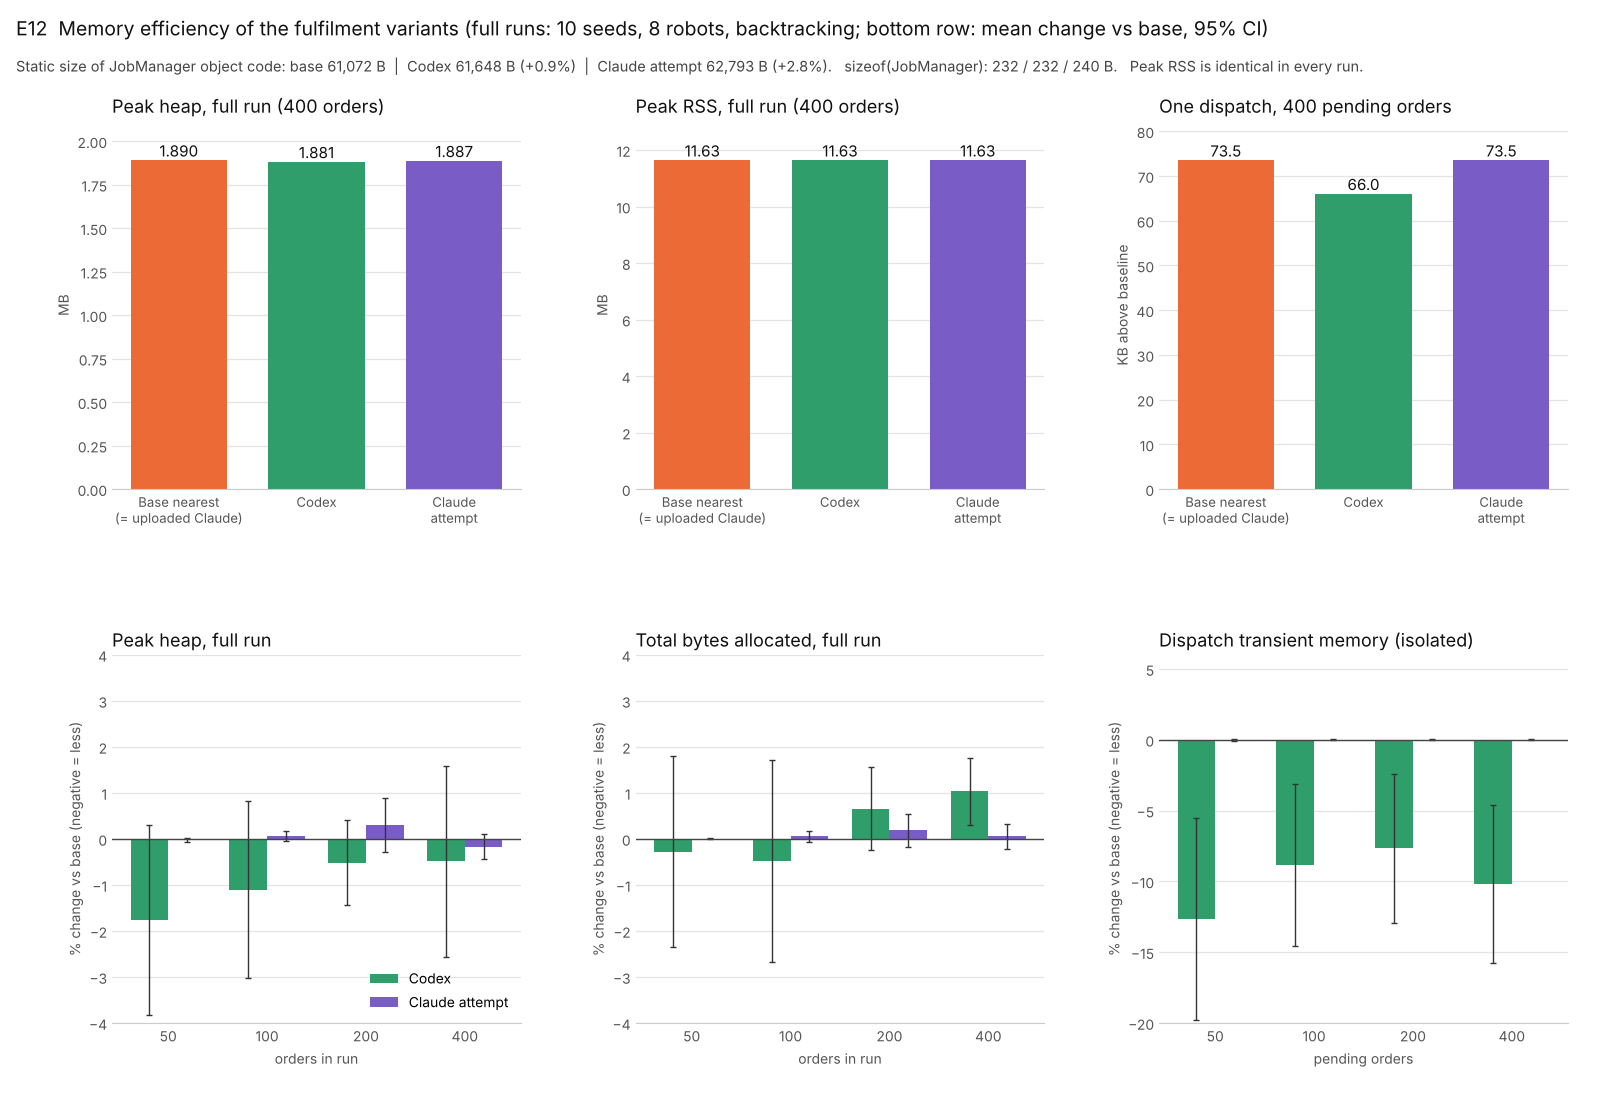 E12  Memory efficiency of the fulfilment variants (full runs: 10 seeds, 8 robots, backtracking; bottom row: mean change vs base, 95% CI)
Static size of JobManager object code: base 61,072 B | Codex 61,648 B (+0.9%) | Claude attempt 62,793 B (+2.8%).  sizeof(JobManager): 232 / 232 / 240 B.  Peak RSS is identical in every run.
Peak heap, full run (400 orders)
MB
2.00
1.75
1.50
1.25
1.00
0.75
0.50
0.25
0.00
1.890
1.881
1.887
Base nearest
(= uploaded Claude)
Codex
Claude
attempt
Peak RSS, full run (400 orders)
MB
12
10
8
6
4
2
0
11.63
11.63
11.63
Base nearest
(= uploaded Claude)
Codex
Claude
attempt
One dispatch, 400 pending orders
KB above baseline
80
70
60
50
40
30
20
10
0
73.5
66.0
73.5
Base nearest
(= uploaded Claude)
Codex
Claude
attempt
Peak heap, full run
% change vs base (negative = less)
4
3
2
1
0
−1
−2
−3
−4
Codex
Claude attempt
50
100
200
400
orders in run
Total bytes allocated, full run
% change vs base (negative = less)
4
3
2
1
0
−1
−2
−3
−4
50
100
200
400
orders in run
Dispatch transient memory (isolated)
% change vs base (negative = less)
5
0
−5
−10
−15
−20
50
100
200
400
pending orders